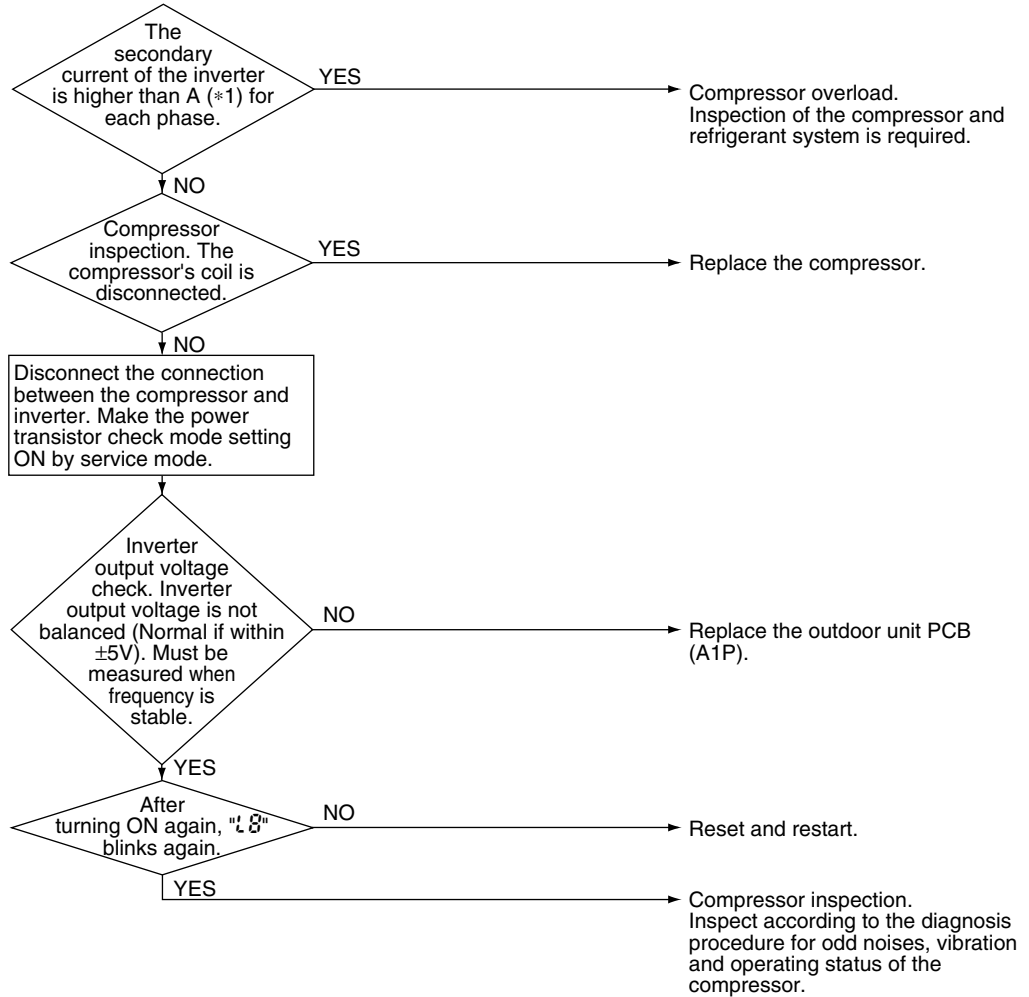 The
secondary
current of the inverter
is higher than A (*1) for
each phase.
YES
Compressor overload.
Inspection of the compressor and
refrigerant system is required.
NO
Compressor
inspection. The
compressor's coil is
disconnected.
YES
Replace the compressor.
NO
Disconnect the connection
between the compressor and
inverter. Make the power
transistor check mode setting
ON by service mode.
Inverter
output voltage
check. Inverter
output voltage is not
balanced (Normal if within
±5V). Must be
measured when
frequency is
stable.
NO
Replace the outdoor unit PCB
(A1P).
YES
After
turning ON again, "L8"
blinks again.
NO
Reset and restart.
YES
Compressor inspection.
Inspect according to the diagnosis
procedure for odd noises, vibration
and operating status of the
compressor.